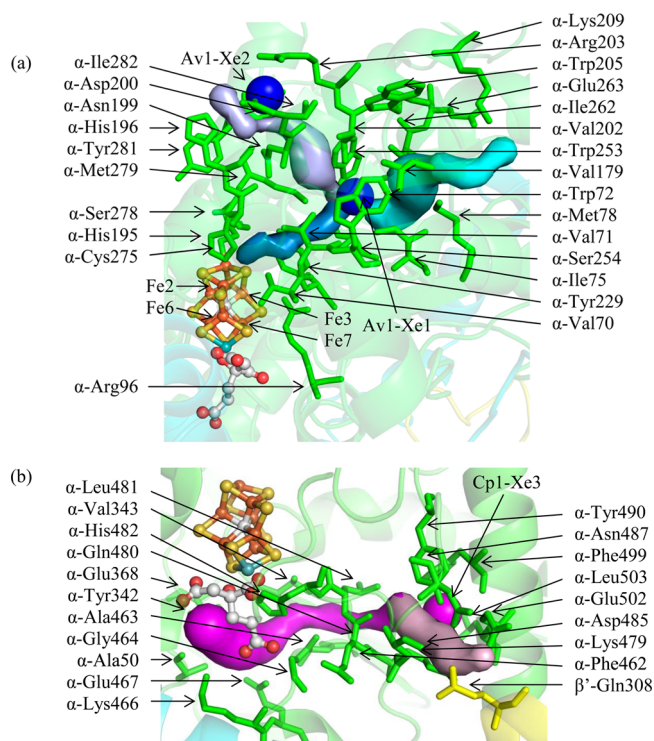 (a)
Av1-Xe2
α-Ile282
α-Asp200
α-Asn199
α-His196
α-Tyr281
α-Met279
α-Ser278
α-His195
α-Cys275
Fe2
Fe6
Fe3
Fe7
Av1-Xe1
α-Arg96
α-Lys209
α-Arg203
α-Trp205
α-Glu263
α-Ile262
α-Val202
α-Trp253
α-Val179
α-Trp72
α-Met78
α-Val71
α-Ser254
α-Ile75
α-Tyr229
α-Val70
(b)
α-Leu481
α-Val343
α-His482
α-Gln480
α-Glu368
α-Tyr342
α-Ala463
α-Gly464
α-Ala50
α-Glu467
α-Lys466
Cp1-Xe3
α-Tyr490
α-Asn487
α-Phe499
α-Leu503
α-Glu502
α-Asp485
α-Lys479
α-Phe462
β’-Gln308